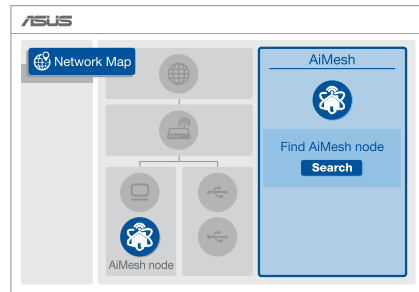 ASUS
Network Map
AiMesh
Find AiMesh node
Search
AiMesh node